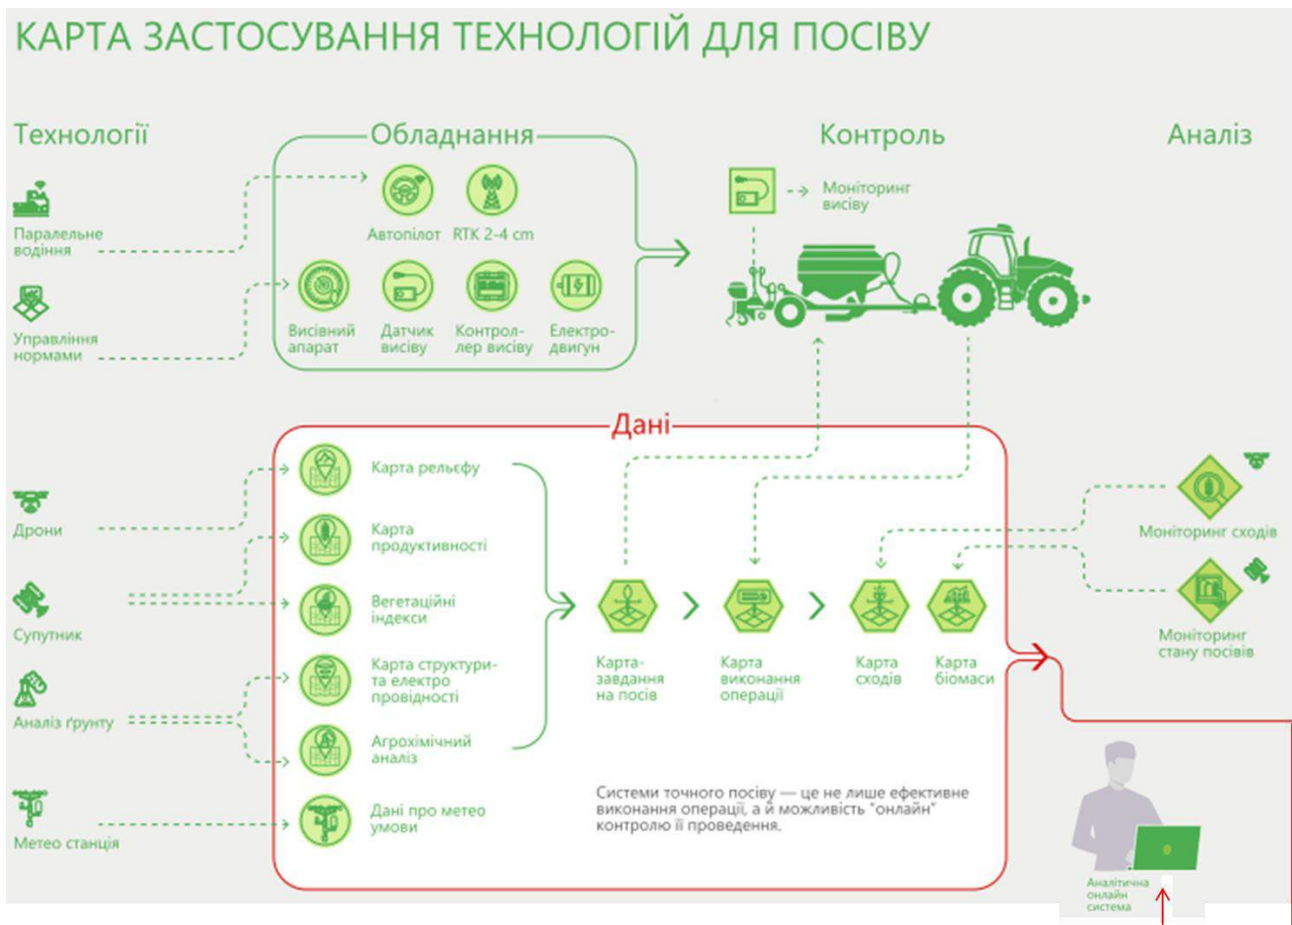 КАРТА ЗАСТОСУВАННЯ ТЕХНОЛОГІЙ ДЛЯ ПОСІВУ
Технології
Обладнання
Контроль
Аналіз
Паралельне
водіння
Управління
нормами
Автопілот
RTK 2-4 cm
Висівний
апарат
Датчик
висіву
Контрол-
лер висіву
Електро-
двигун
Моніторинг
висіву
Дані
Дрони
Супутник
Аналіз ґрунту
Метео станція
Карта рельєфу
Карта
продуктивності
Вегетаційні
індекси
Карта структури-
та електро
провідності
Агрохімічний
аналіз
Дані про метео
умови
Карта-
завдання
на посів
Карта
виконання
операції
Карта
сходів
Карта
біомаси
Системи точного посіву — це не лише ефективне
виконання операції, а й можливість "онлайн"
контролю її проведення.
Моніторинг сходів
Моніторинг
стану посівів
Аналітична
онлайн
система